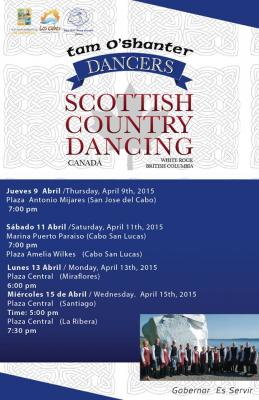 Los Cabos
tam O'shanter
DANCERS
SCOTTISH
COUNTRY
DANCING
CANADA
WHITE ROCK
BRITISH COLUMBIA
Jueves 9 Abril /Thursday, April 9th, 2015
Plaza Antonio Mijares (San Jose del Cabo)
7:00 pm
Sábado 11 Abril /Saturday, April 11th, 2015
Marina Puerto Paraiso (Cabo San Lucas)
7:00 pm
Plaza Amelia Wilkes (Cabo San Lucas)
Lunes 13 Abril / Monday, April 13th, 2015
Plaza Central (Miraflores)
6:00 pm
Miércoles 15 de Abril / Wednesday. April 15th, 2015
Plaza Central (Santiago)
Time: 5:00 pm
Plaza Central (La Ribera)
7:30 pm
Gobernar Es Servir